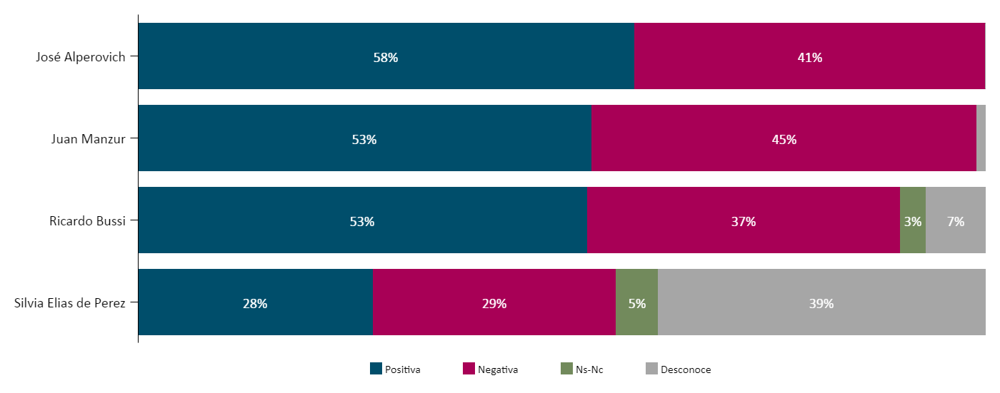 José Alperovich 58% 41%
Juan Manzur 53% 45%
Ricardo Bussi 53% 37% 3% 7%
Silvia Elias de Perez 28% 29% 5% 39%
Positiva Negativa Ns-Nc Desconoce